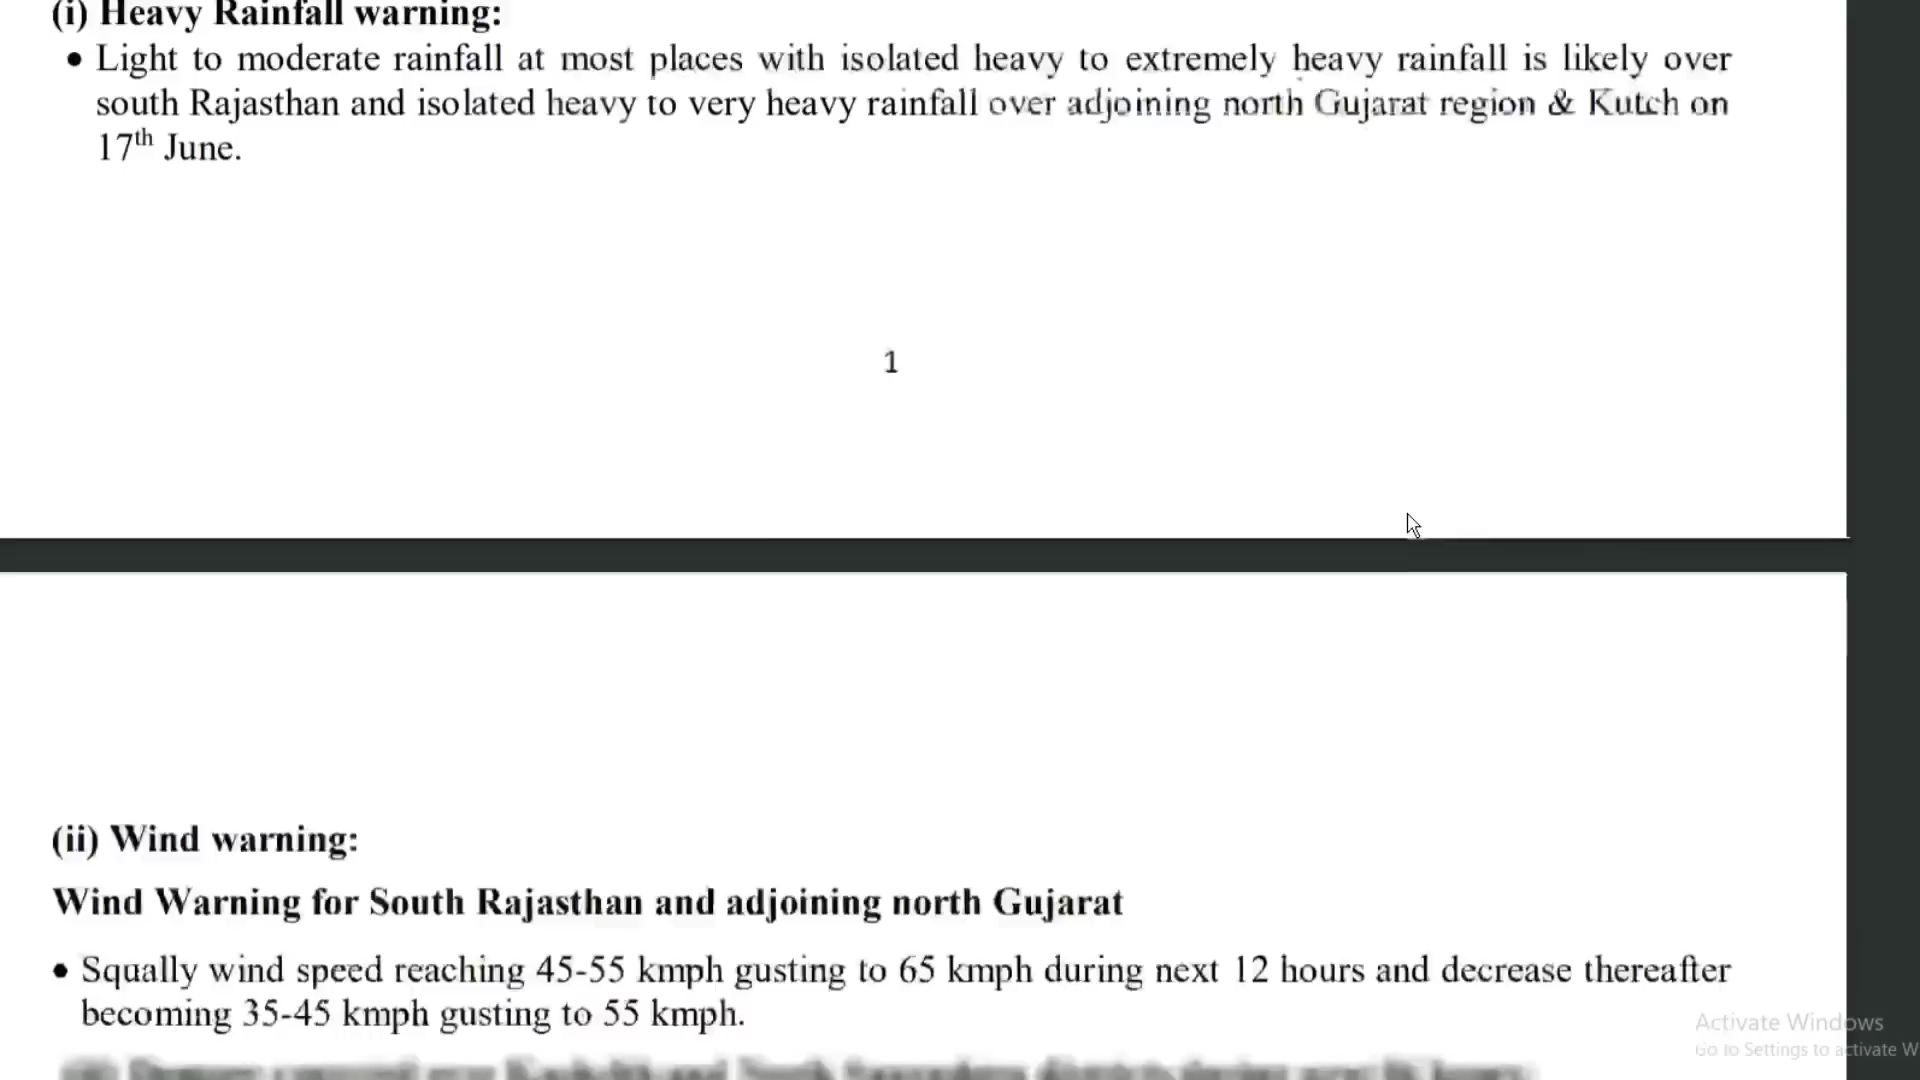 (i) Heavy Rainfall warning:
• Light to moderate rainfall at most places with isolated heavy to extremely heavy rainfall is likely over
south Rajasthan and isolated heavy to very heavy rainfall over adjoining north Gujarat region & Kutch on
17th June.
1
(ii) Wind warning:
Wind Warning for South Rajasthan and adjoining north Gujarat
• Squally wind speed reaching 45-55 kmph gusting to 65 kmph during next 12 hours and decrease thereafter
becoming 35-45 kmph gusting to 55 kmph.
Activate Windows
Go to Settings to activate W